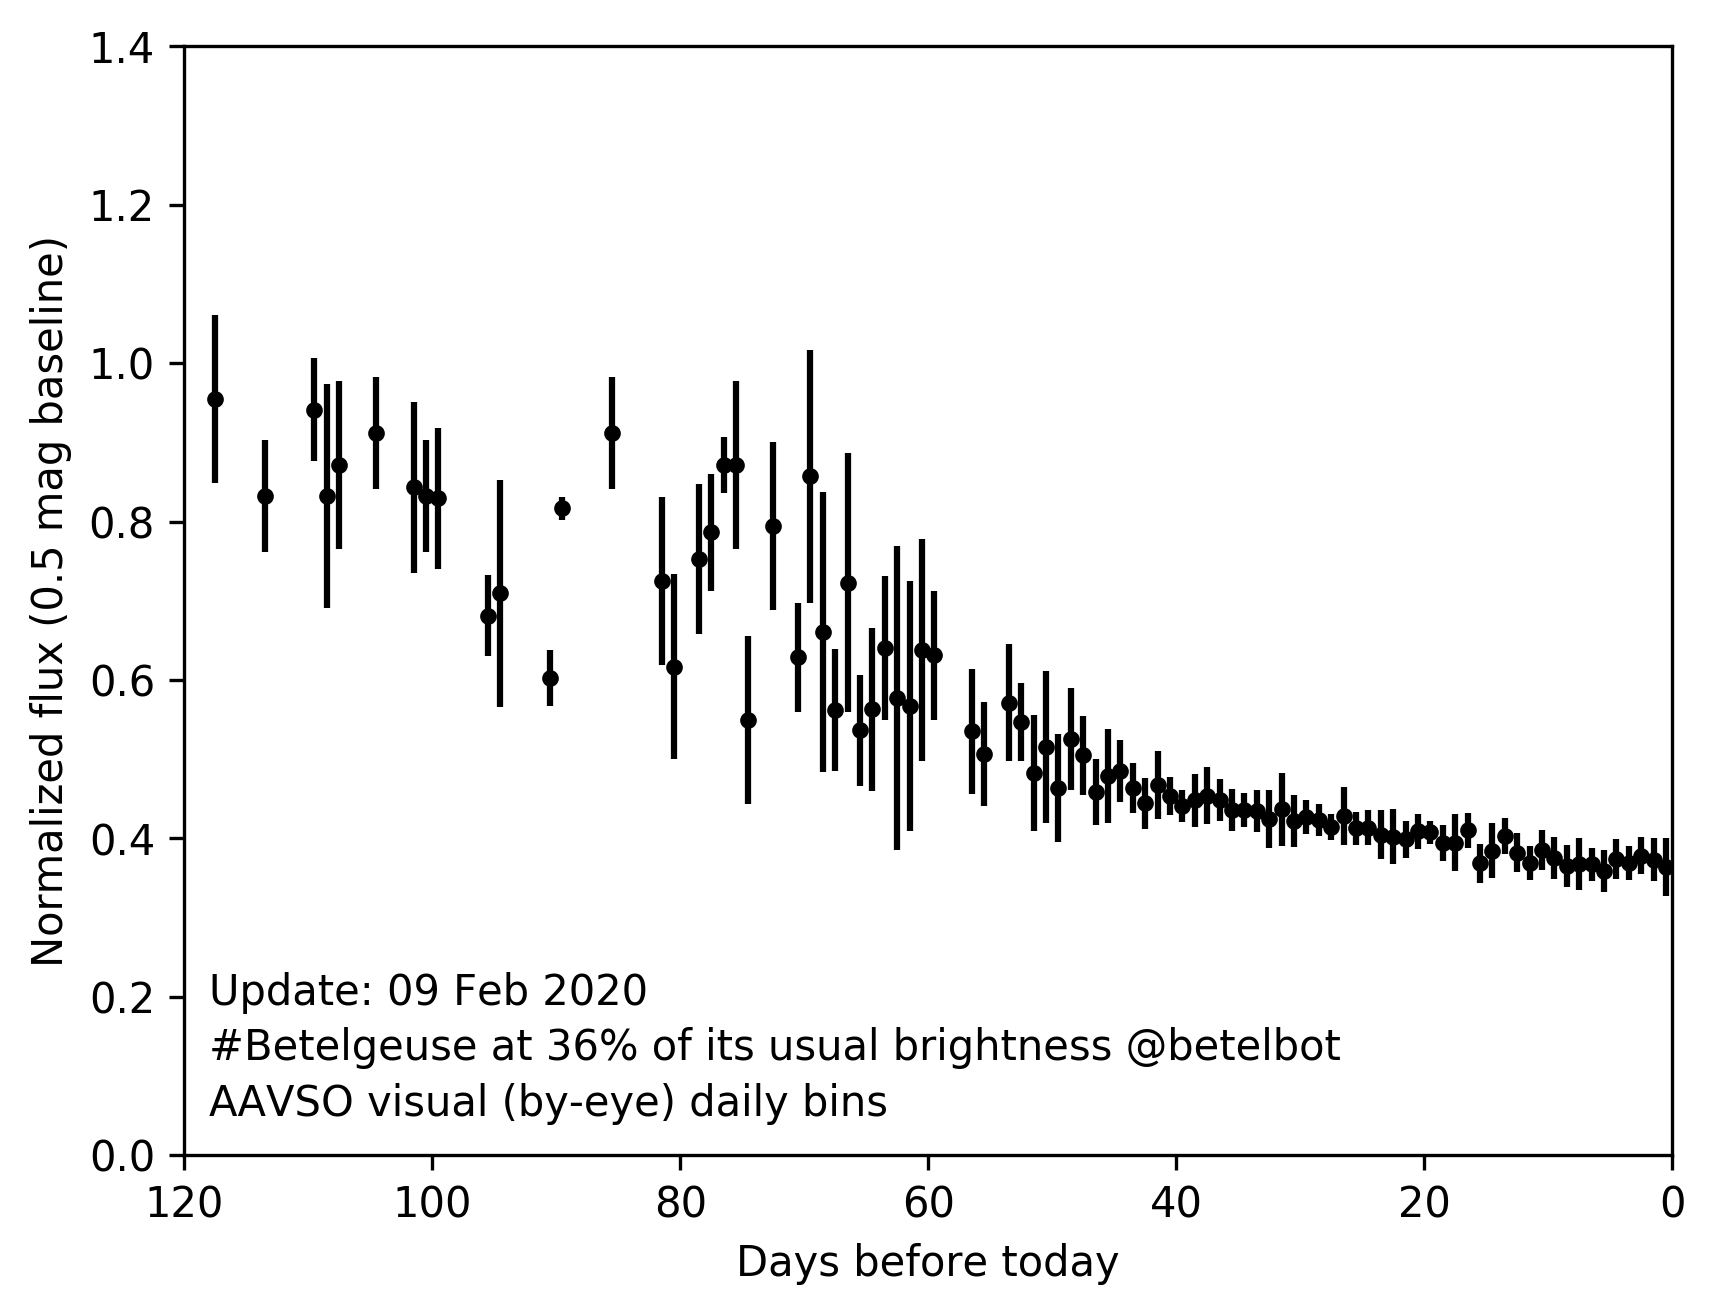 1.4
1.2
1.0
0.8
0.6
0.4
0.2
0.0
Normalized flux (0.5 mag baseline)
Update: 09 Feb 2020
#Betelgeuse at 36% of its usual brightness @betelbot
AAVSO visual (by-eye) daily bins
120 100 80 60 40 20 0
Days before today